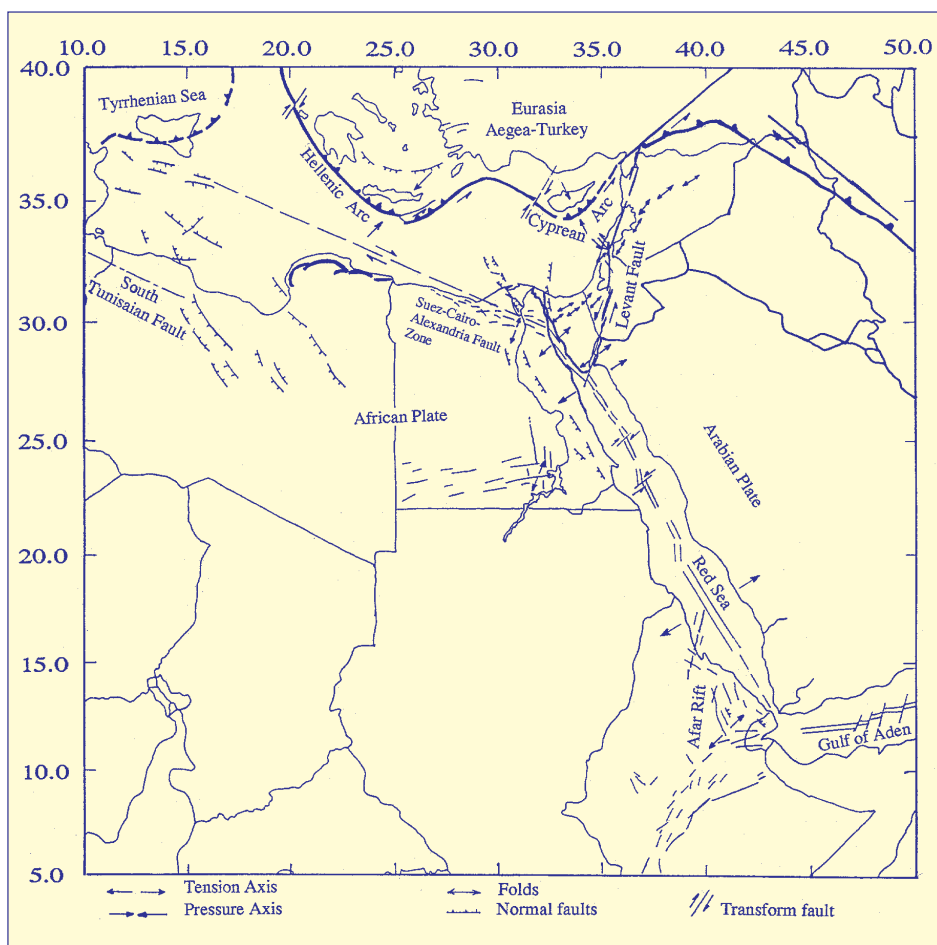 10.0 15.0 20.0 25.0 30.0 35.0 40.0 45.0 50.0
40.0
Tyrrhenian Sea
Eurasia
Aegea-Turkey
Hellenic Arc
35.0
Cyprean Arc
South
Tunisaian Fault
Levant Fault
30.0
Suez-Cairo-
Alexandria Fault
Zone
African Plate
25.0
Arabian Plate
20.0
Red Sea
15.0
Afar Rift
Gulf of Aden
10.0
5.0
Tension Axis
Folds
Pressure Axis
Normal faults
Transform fault